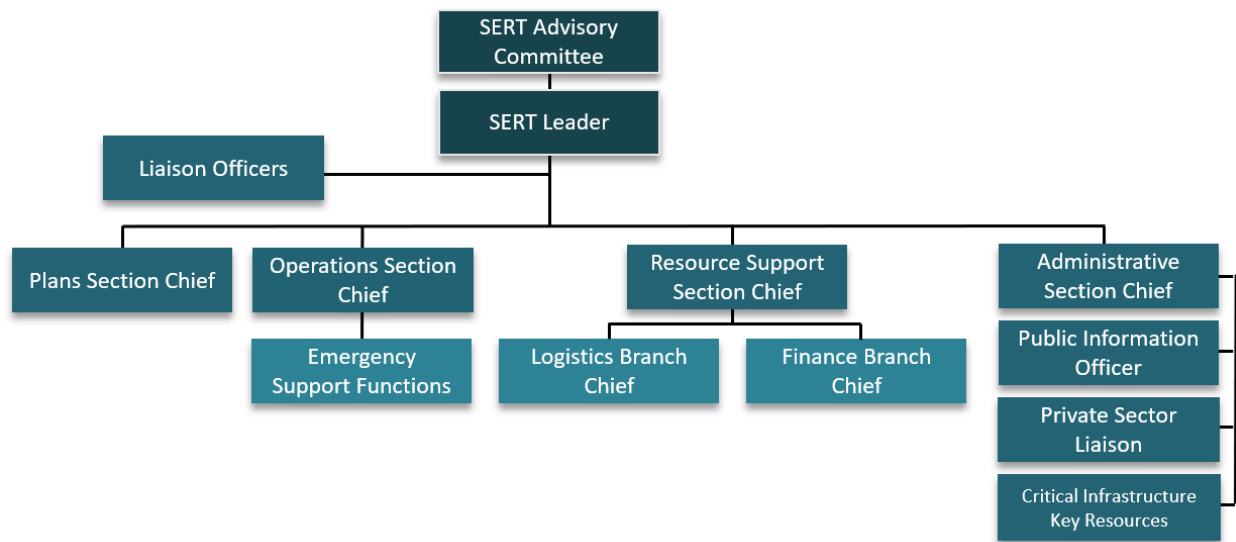 SERT Advisory
Committee
SERT Leader
Liaison Officers
Plans Section Chief
Operations Section
Chief
Resource Support
Section Chief
Administrative
Section Chief
Emergency
Support Functions
Logistics Branch
Chief
Finance Branch
Chief
Public Information
Officer
Private Sector
Liaison
Critical Infrastructure
Key Resources